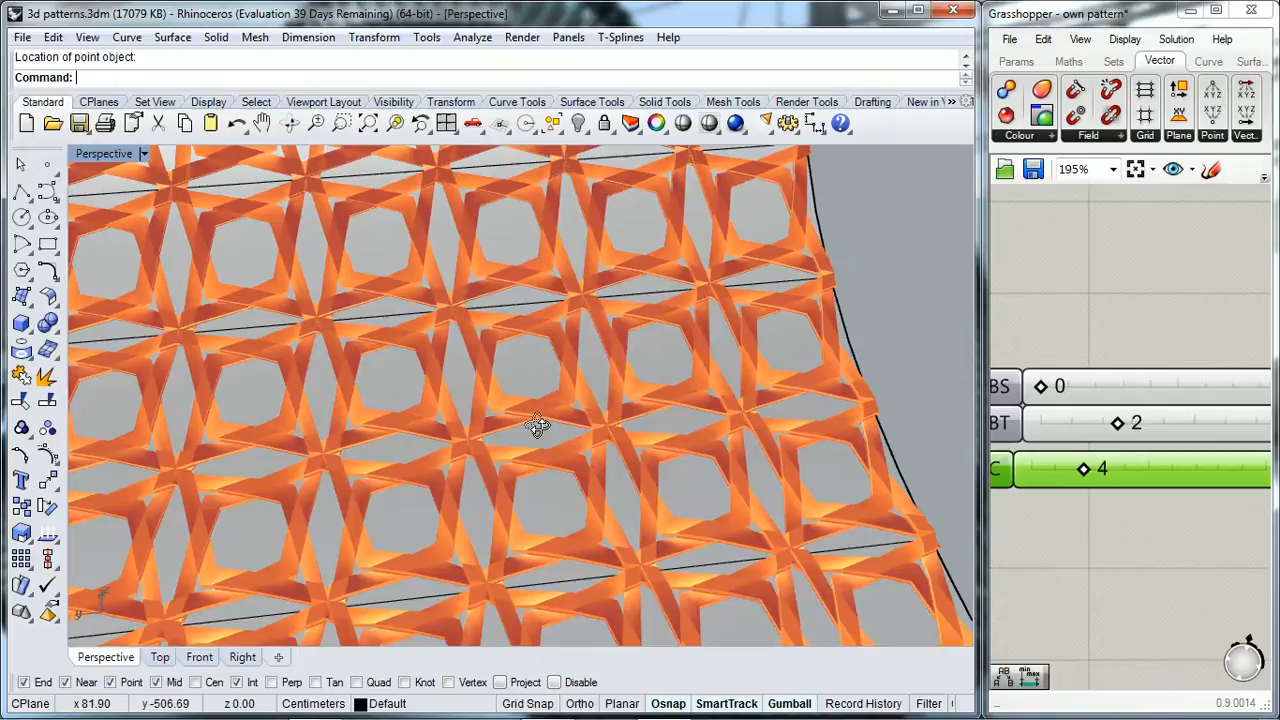 3d patterns.3dm (17079 KB) - Rhinoceros (Evaluation 39 Days Remaining) (64-bit) - [Perspective]
File Edit View Curve Surface Solid Mesh Dimension Transform Tools Analyze Render Panels T-Splines Help
Location of point object:
Command:
Standard CPlanes Set View Display Select Viewport Layout Visibility Transform Curve Tools Surface Tools Solid Tools Mesh Tools Render Tools Drafting New in V »
Perspective
y
Perspective Top Front Right
End Near Point Mid Cen Int Perp Tan Quad Knot Vertex Project Disable
CPlane x 81.90 y -506.69 z 0.00 Centimeters Default Grid Snap Ortho Planar Osnap SmartTrack Gumball Record History Filter
Grasshopper - own pattern*
File Edit View Display Solution Help
Params Maths Sets Vector Curve Surfa..
Colour + Field + Grid Plane Point Vect..
195%
BS 0
BT 2
C 4
0.9.0014